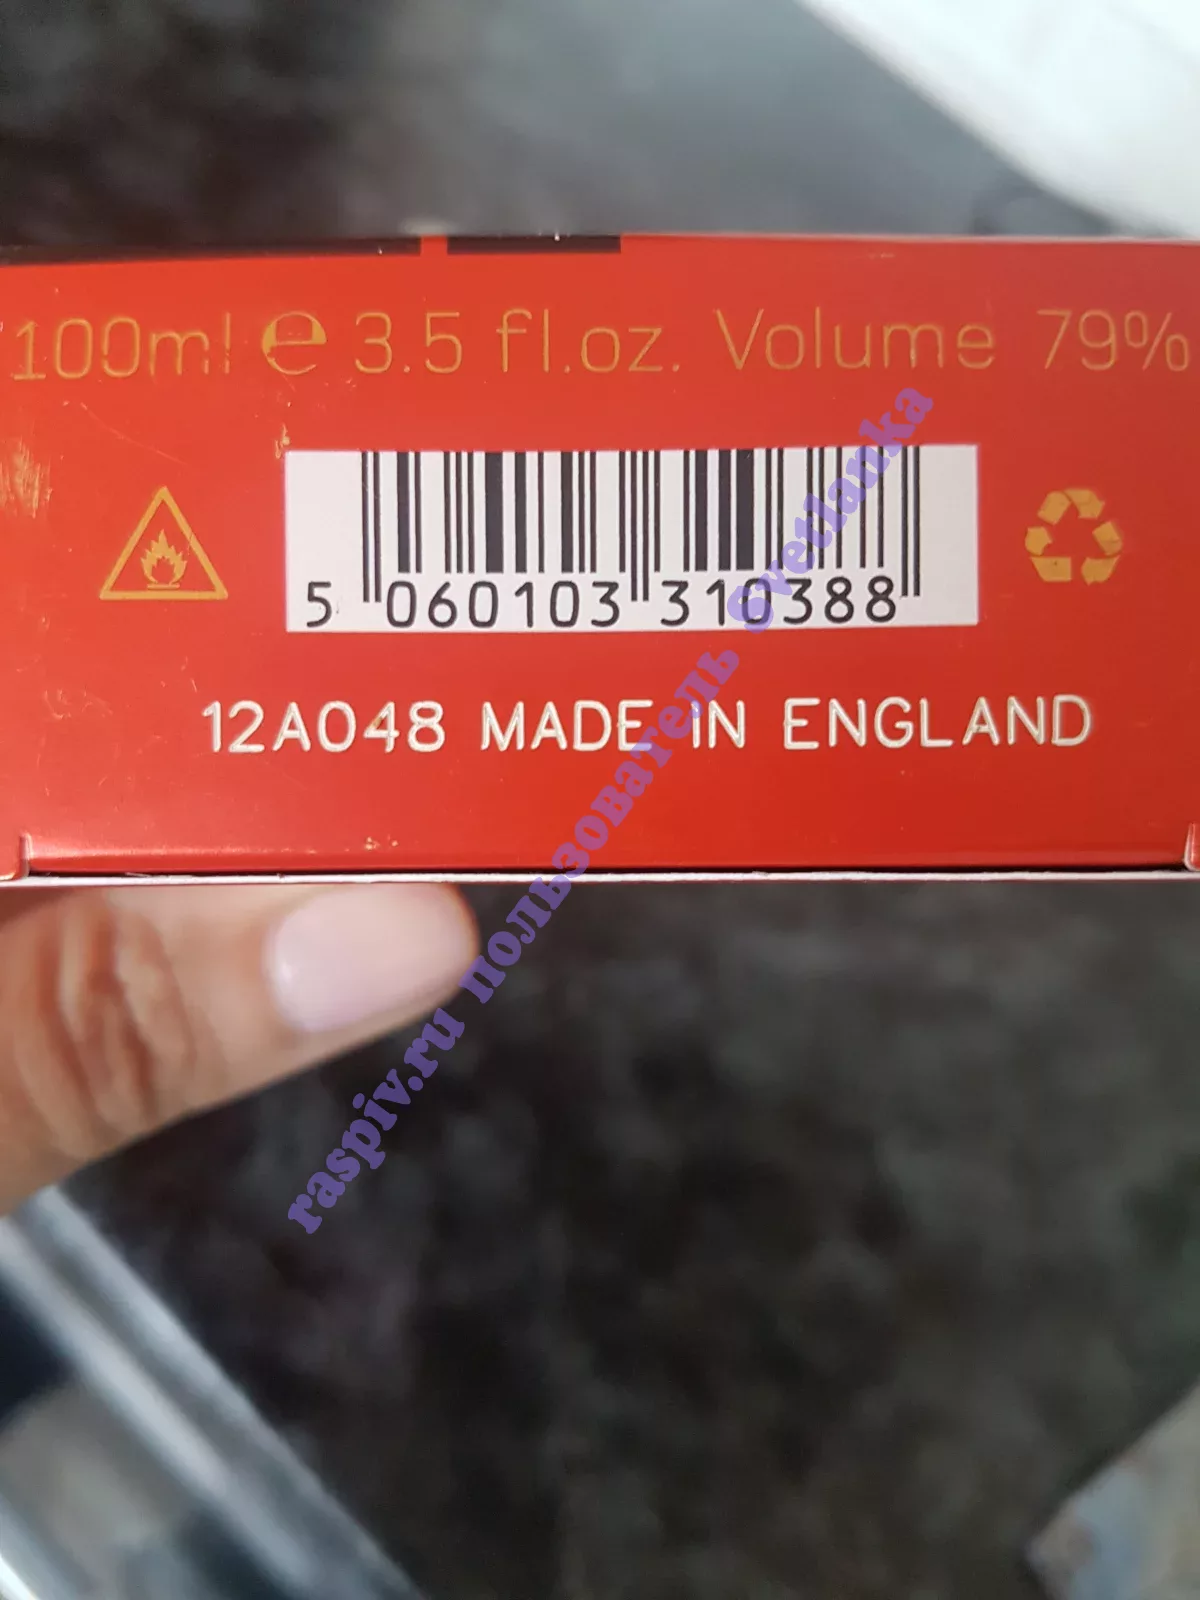 100ml ℮ 3.5 fl.oz. Volume 79%
5 060103 310388
12A048 MADE IN ENGLAND
raspiv.ru пользователь svetlanka